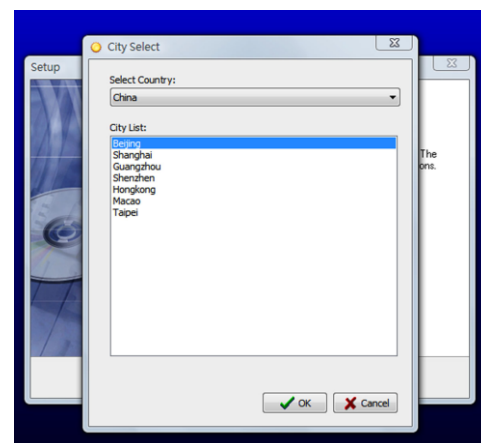 City Select
Setup
Select Country:
China
City List:
Beijing
Shanghai
Guangzhou
Shenzhen
Hongkong
Macao
Taipei
The
ons.
OK
Cancel